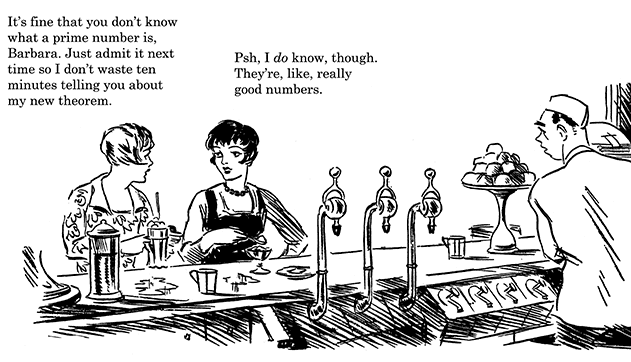 It's fine that you don't know
what a prime number is,
Barbara. Just admit it next
time so I don't waste ten
minutes telling you about
my new theorem.
Psh, I do know, though.
They're, like, really
good numbers.